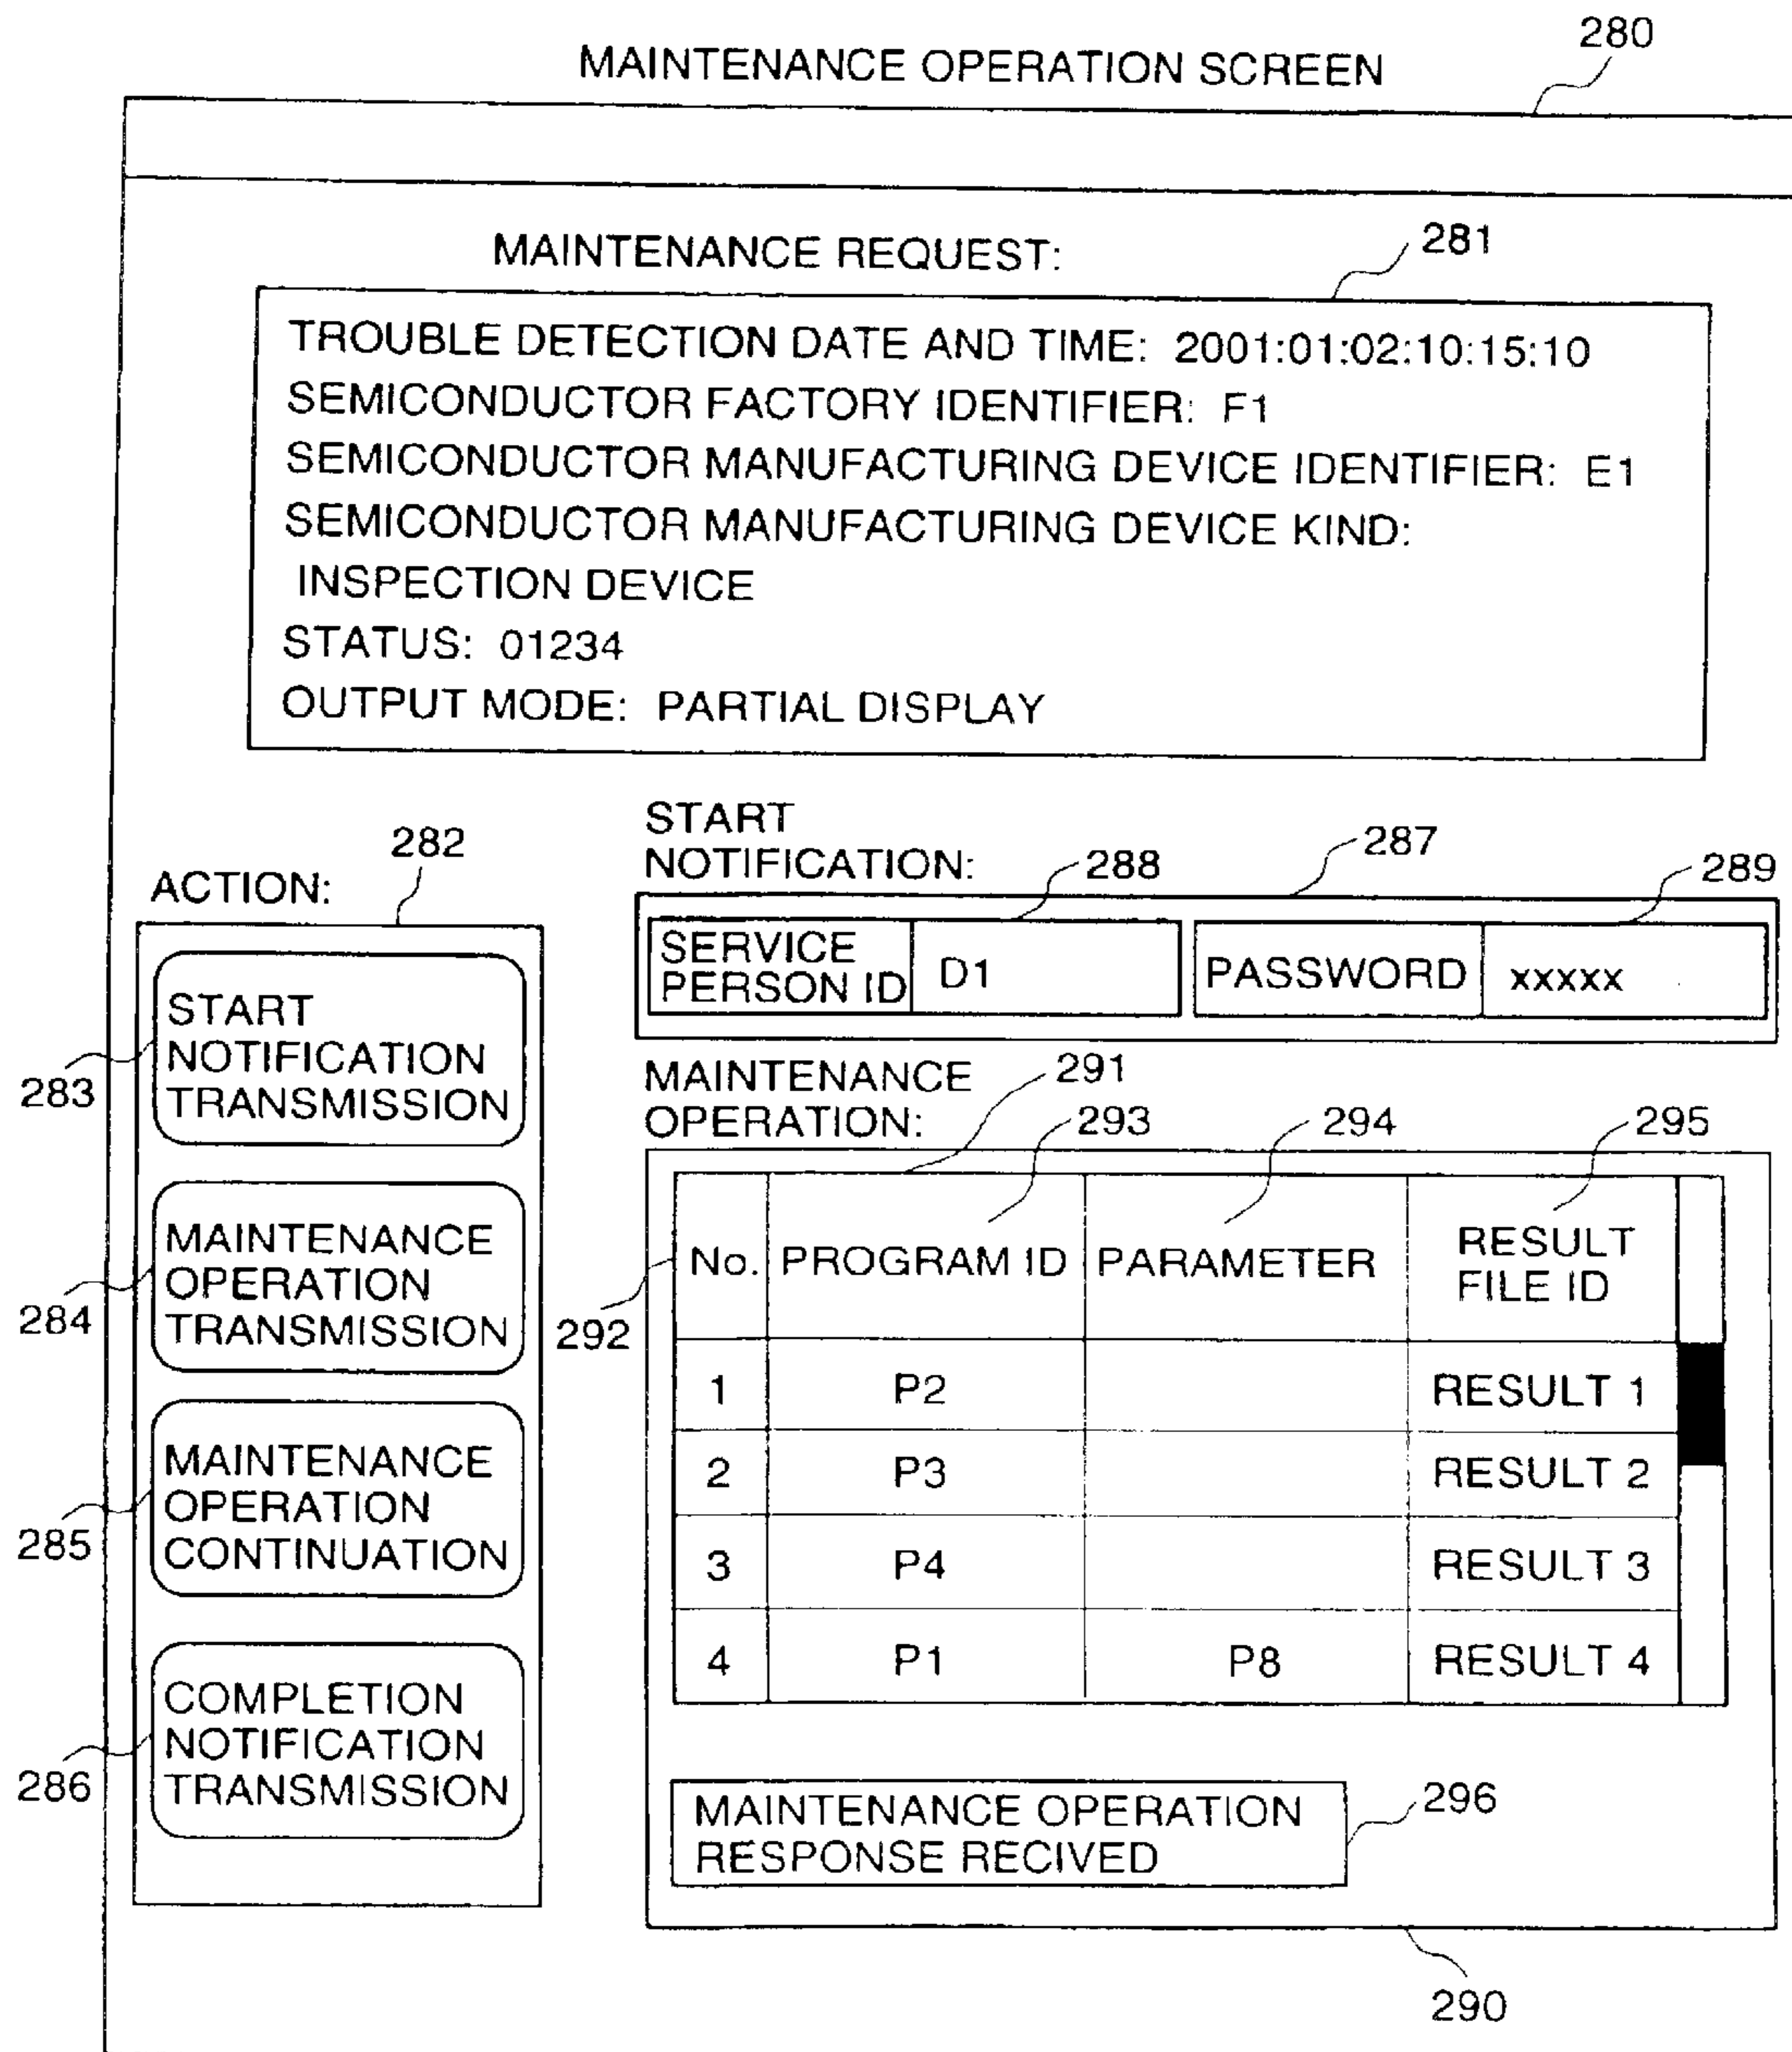 280
MAINTENANCE OPERATION SCREEN
MAINTENANCE REQUEST:
281
TROUBLE DETECTION DATE AND TIME: 2001:01:02:10:15:10
SEMICONDUCTOR FACTORY IDENTIFIER: F1
SEMICONDUCTOR MANUFACTURING DEVICE IDENTIFIER: E1
SEMICONDUCTOR MANUFACTURING DEVICE KIND:
INSPECTION DEVICE
STATUS: 01234
OUTPUT MODE: PARTIAL DISPLAY
ACTION:
282
START
NOTIFICATION
TRANSMISSION
283
MAINTENANCE
OPERATION
TRANSMISSION
284
MAINTENANCE
OPERATION
CONTINUATION
285
COMPLETION
NOTIFICATION
TRANSMISSION
286
START
NOTIFICATION:
288
287
289
SERVICE
PERSON ID
D1
PASSWORD
xxxxx
MAINTENANCE
OPERATION:
291
293
294
295
292
No.
PROGRAM ID
PARAMETER
RESULT
FILE ID
1 P2 RESULT 1
2 P3 RESULT 2
3 P4 RESULT 3
4 P1 P8 RESULT 4
MAINTENANCE OPERATION
RESPONSE RECIVED
296
290